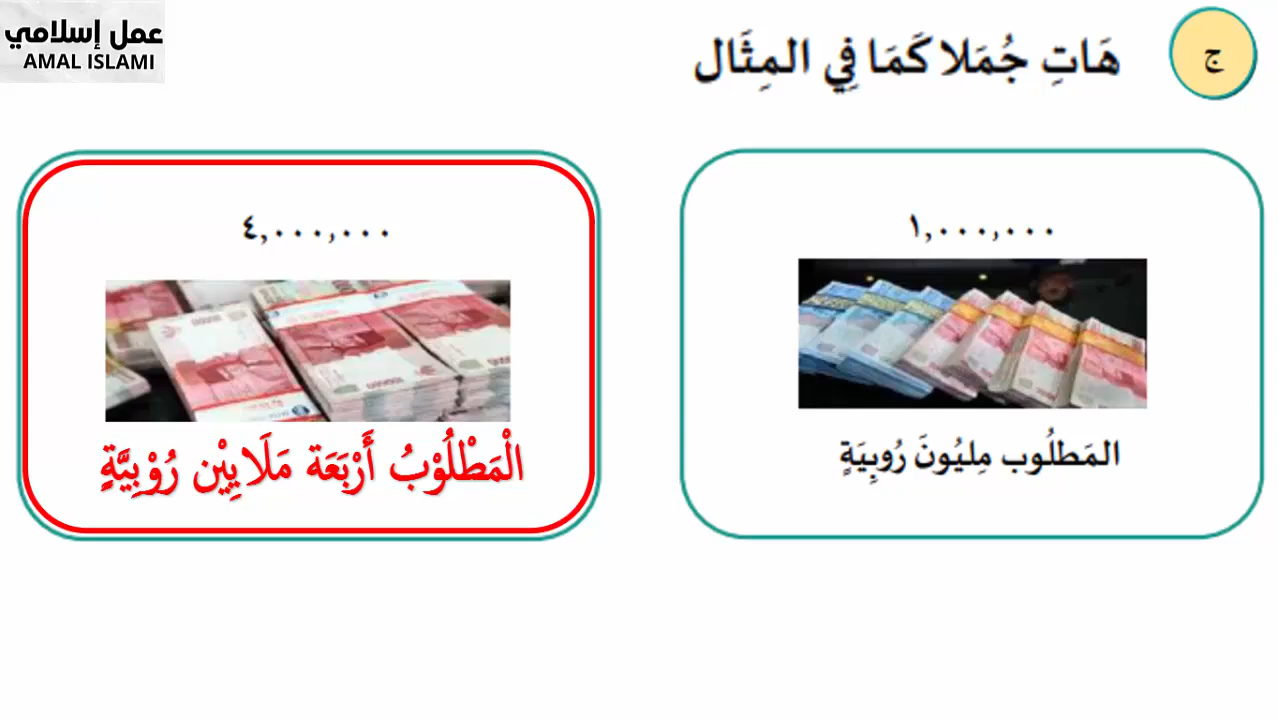 عمل إسلامي
AMAL ISLAMI
ج
هَاتِ جُمَلا كَمَا فِي المِثَال
١,٠٠٠,٠٠٠
المَطلُوب مِليُونَ رُوبِيَةٍ
٤,٠٠٠,٠٠٠
الْمَطْلُوْبُ أَرْبَعَة مَلَايِيْن رُوْبِيَّةٍ